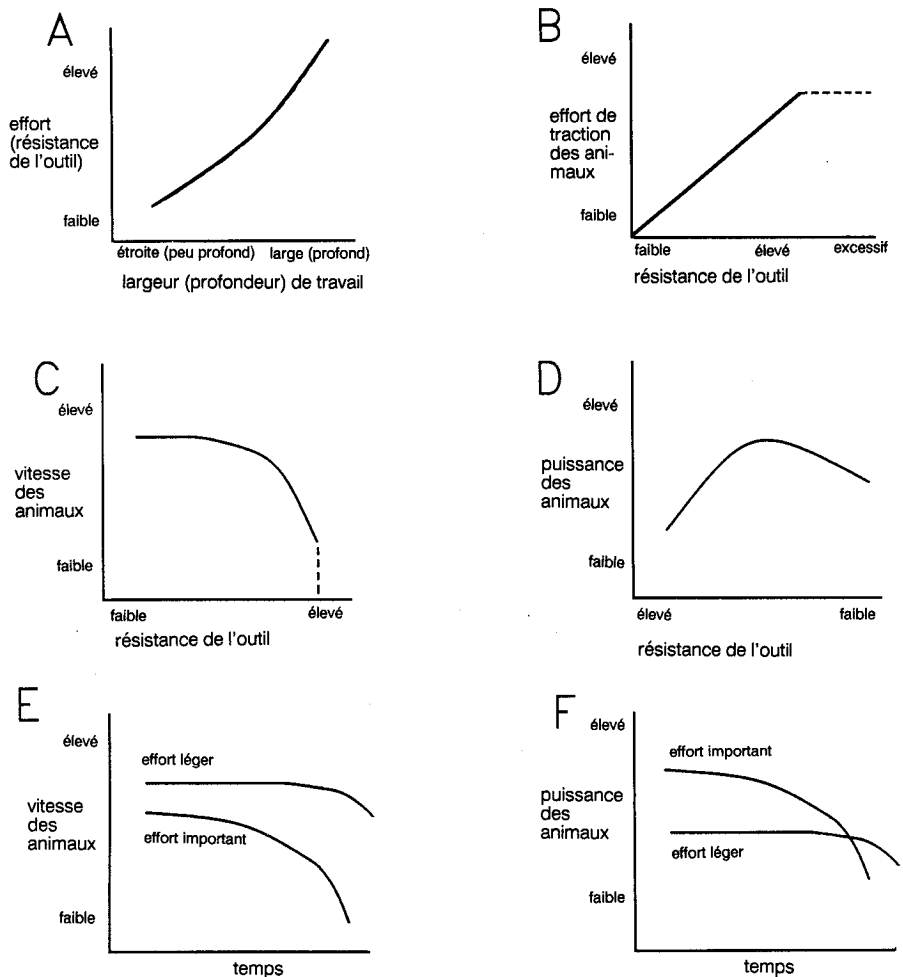 A
élevé
effort
(résistance
de l'outil)
faible
étroite (peu profond)
large (profond)
largeur (profondeur) de travail
B
élevé
effort de
traction
des ani-
maux
faible
faible
élevé
excessif
résistance de l'outil
C
élevé
vitesse
des
animaux
faible
faible
élevé
résistance de l'outil
D
élevé
puissance
des
animaux
faible
élevé
faible
résistance de l'outil
E
élevé
effort léger
vitesse
des
animaux
effort important
faible
temps
F
élevé
effort important
puissance
des
animaux
effort léger
faible
temps